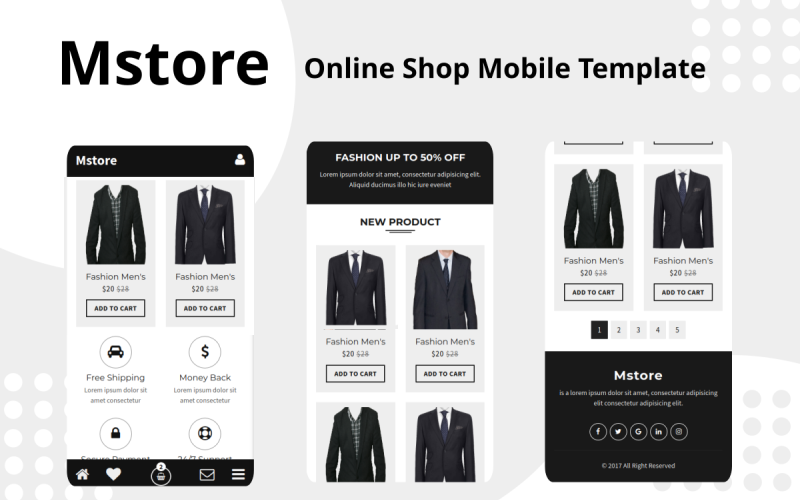 Mstore
Online Shop Mobile Template
Mstore
Fashion Men's
$20 $28
ADD TO CART
Fashion Men's
$20 $28
ADD TO CART
Free Shipping
Lorem ipsum dolor sit
amet consectetur
Money Back
Lorem ipsum dolor sit
amet consectetur
Secure Payment
24/7 Support
2
FASHION UP TO 50% OFF
Lorem ipsum dolor sit amet, consectetur adipisicing elit.
Aliquid ducimus illo hic iure eveniet
NEW PRODUCT
Fashion Men's
$20 $28
ADD TO CART
Fashion Men's
$20 $28
ADD TO CART
Fashion Men's
$20 $28
ADD TO CART
Fashion Men's
$20 $28
ADD TO CART
1 2 3 4 5
Mstore
is a lorem ipsum dolor sit amet, consectetur adipisicing
elit consectetur adipisicing elit.
© 2017 All Right Reserved